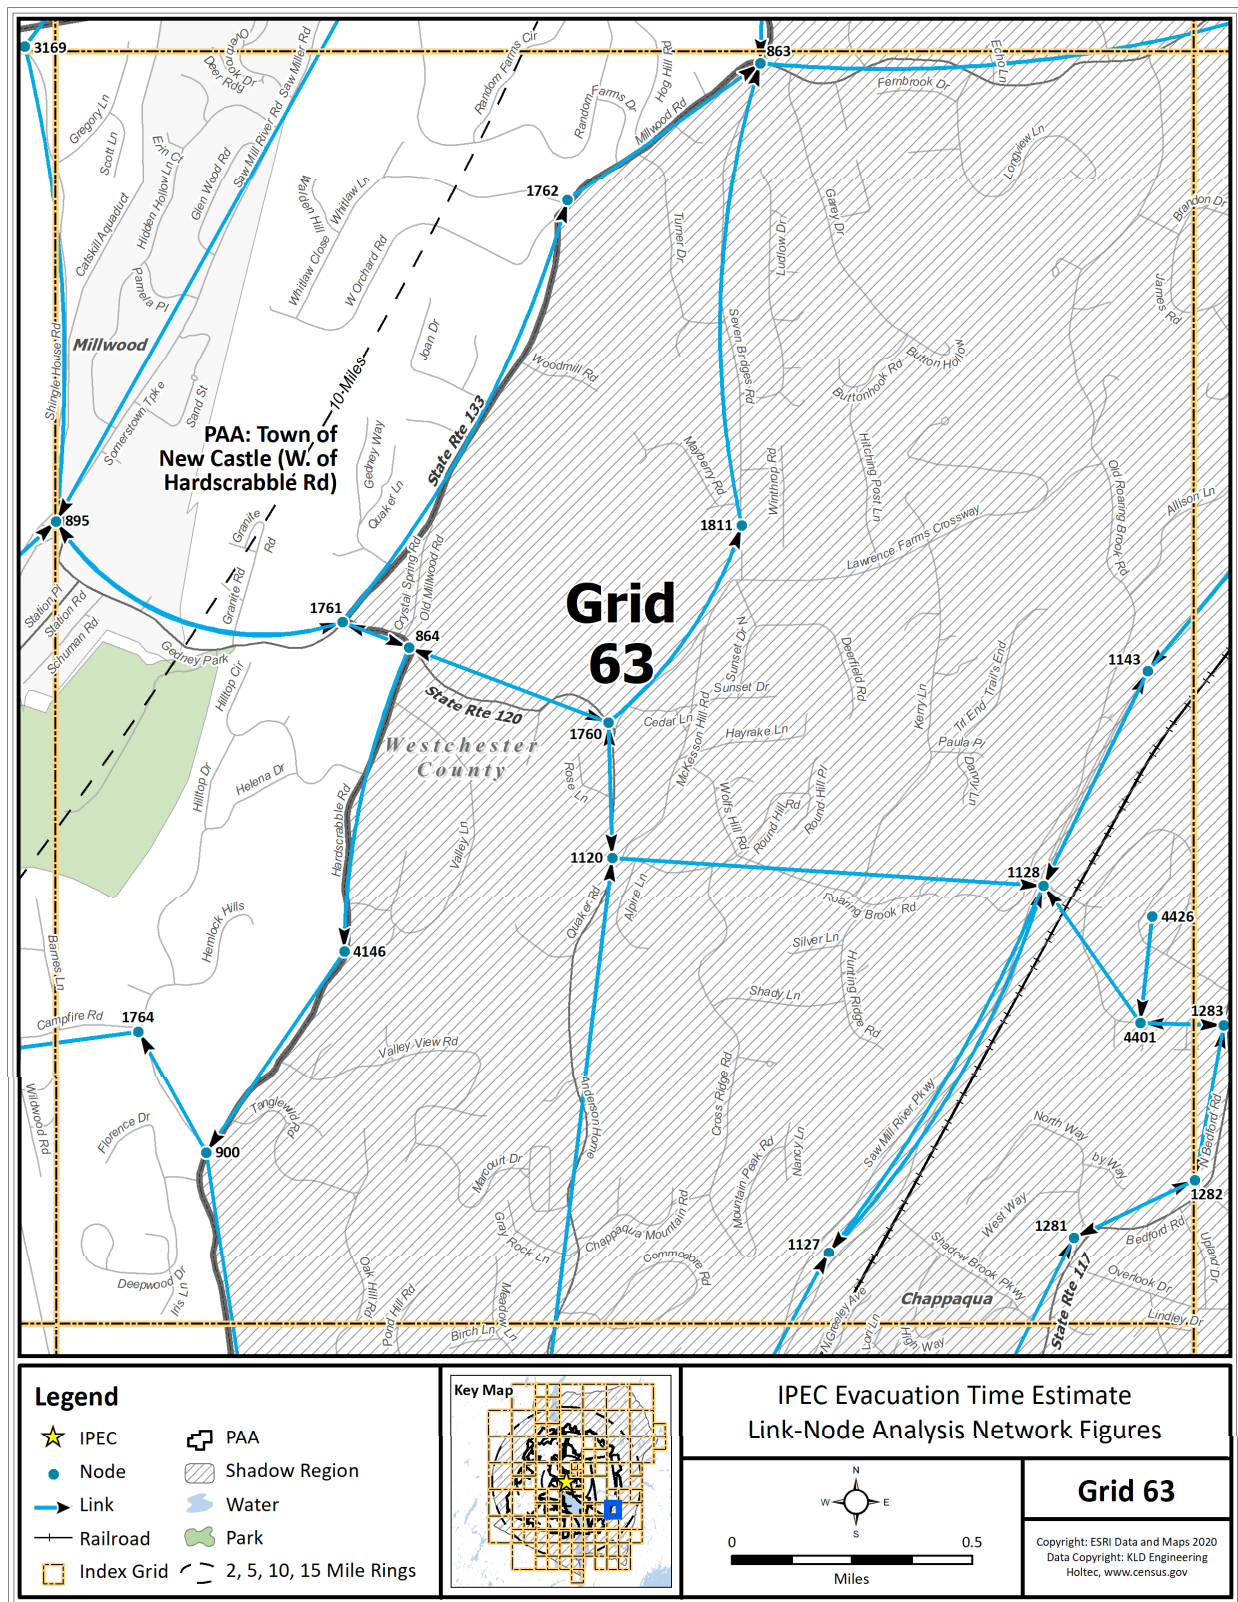 3169
863
Gregory Ln
Scott Ln
Deer Rdg
Saw Miller Rd
Saw Mill River Rd
Erin Ct
Hidden Hollow Ln
Glen Wood Rd
Catskill Aquaduct
Pamela Pl
Random Farms Cir
Random
Farms Dr
Hog Hill Rd
Millwood Rd
Fernbrook Dr
Echo Ln
Longview Ln
Brandon Dr
James Rd
1762
Walden Hill
Whitlaw Ln
Whitlaw Close
W Orchard Rd
Turner Dr
Ludlow Dr
Garey Dr
Millwood
Shingle House Rd
Somerstown Tpke
Sand St
10-Miles
Joan Dr
Woodmill Rd
Seven Bridges Rd
Button Hollow
Buttonhook Rd
PAA: Town of
New Castle (W. of
Hardscrabble Rd)
Gedney Way
Quaker Ln
State Rte 133
Mayberry Rd
Winthrop Rd
Hitching Post Ln
Old Roaring Brook Rd
Allison Ln
895
Granite
Rd
Granite Rd
1811
Lawrence Farms Crossway
Crystal Spring Rd
Old Millwood Rd
Station Pl
Station Rd
Schuman Rd
1761
864
Grid
63
Gedney Park
Hilltop Cir
State Rte 120
N
Sunset Dr
Sunset Dr
Deerfield Rd
Kerry Ln
Trail's End
Trl End
1143
1760
Cedar Ln
McKesson Hill Rd
Hayrake Ln
Paula Pl
Danny Ln
Westchester
County
Rose
Ln
Hilltop Dr
Helena Dr
Hardscrabble Rd
Valley Ln
Wolfs Hill Rd
Round Hill Rd
Round Hill Pl
1120
1128
Quaker Rd
Alpine Ln
Roaring Brook Rd
4426
Hemlock Hills
Barnes Ln
4146
Silver Ln
Hunting Ridge
Rd
Shady Ln
Campfire Rd
1764
1283
4401
Valley View Rd
Wildwood Rd
Florence Dr
Tanglewild
Rd
900
Anderson Home
Cross Ridge Rd
Saw Mill River Pkwy
North Way
by Way
N Bedford Rd
Marcourt Dr
Mountain Peak Rd
Nancy Ln
1282
Gray Rock Ln
Chappaqua Mountain Rd
Commodore
Rd
West Way
1281
Bedford Rd
Upland Dr
1127
Shadow Brook Pkwy
Overlook Dr
Lindley Dr
Deepwood Dr
Iris Ln
Oak Hill Rd
Pond Hill Rd
Birch Ln
Meadow
Ln
N Greeley Ave
Lori Ln
High
Way
Chappaqua
State Rte 117
Legend
IPEC
Node
Link
Railroad
Index Grid
PAA
Shadow Region
Water
Park
2, 5, 10, 15 Mile Rings
Key Map
IPEC Evacuation Time Estimate
Link-Node Analysis Network Figures
N
W
E
S
0
0.5
Miles
Grid 63
Copyright: ESRI Data and Maps 2020
Data Copyright: KLD Engineering
Holtec, www.census.gov